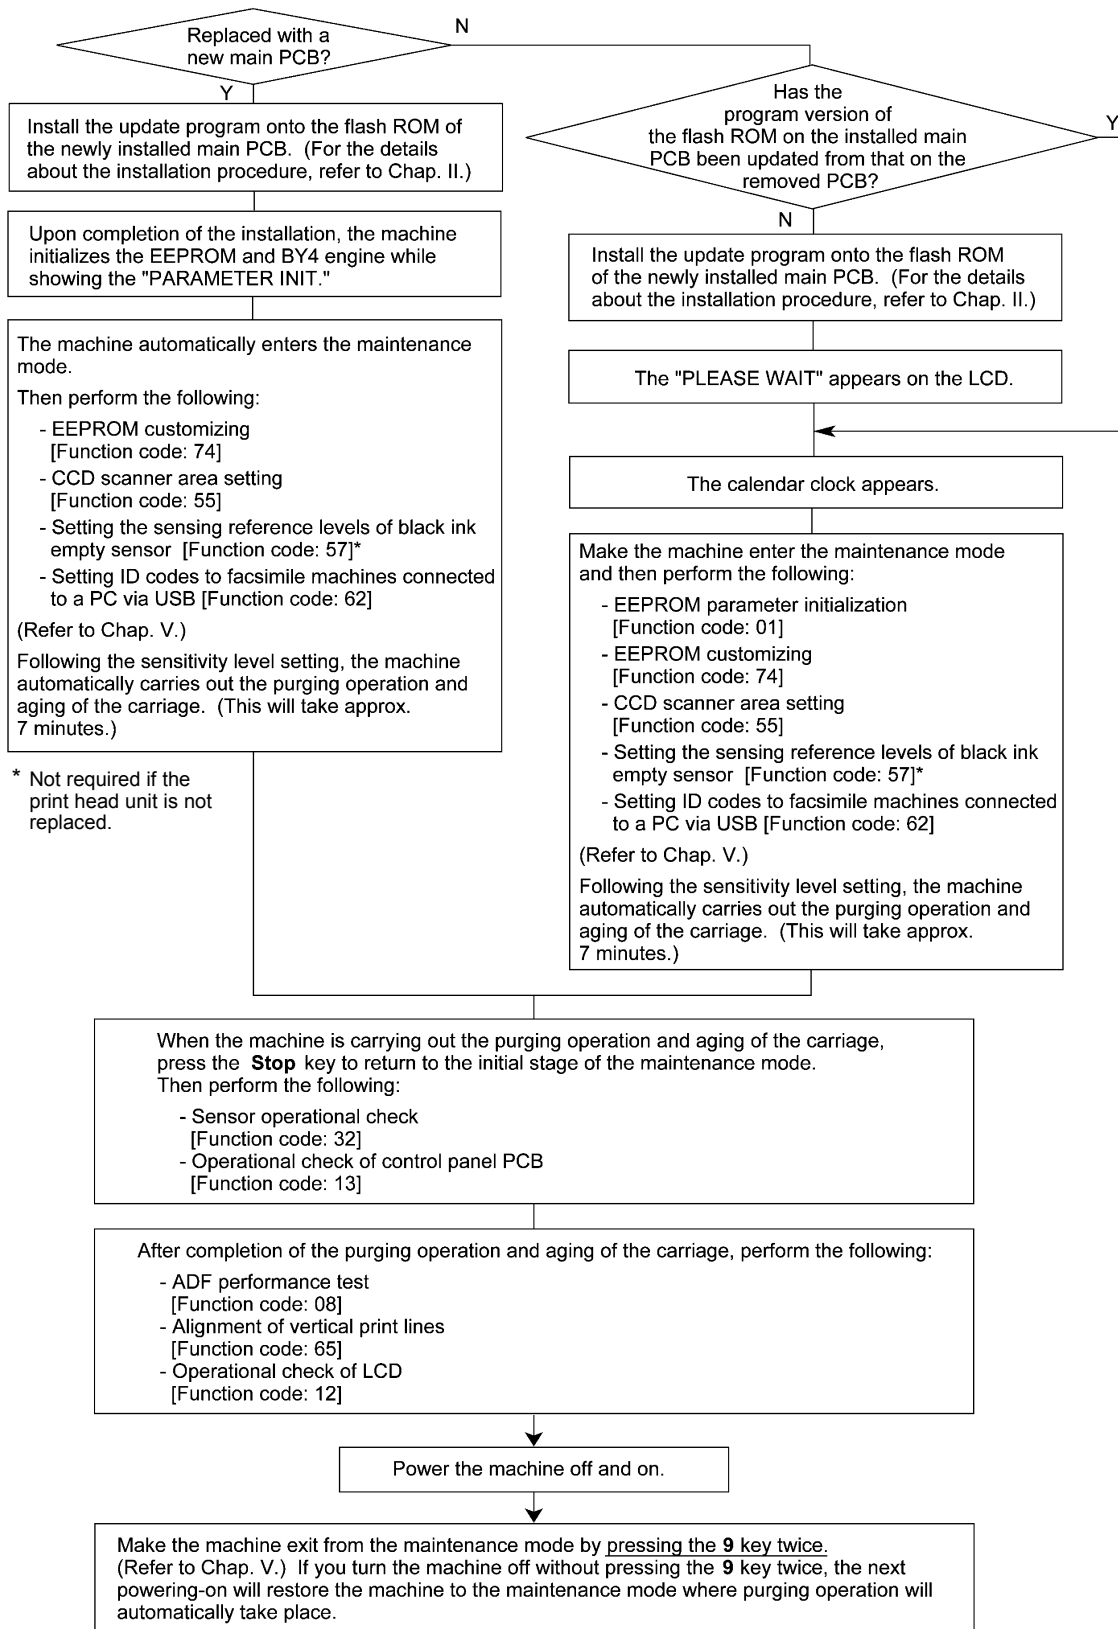 Replaced with a
new main PCB?
N
Y
Install the update program onto the flash ROM of
the newly installed main PCB. (For the details
about the installation procedure, refer to Chap. II.)
Upon completion of the installation, the machine
initializes the EEPROM and BY4 engine while
showing the "PARAMETER INIT."
The machine automatically enters the maintenance
mode.
Then perform the following:
- EEPROM customizing
[Function code: 74]
- CCD scanner area setting
[Function code: 55]
- Setting the sensing reference levels of black ink
empty sensor [Function code: 57]*
- Setting ID codes to facsimile machines connected
to a PC via USB [Function code: 62]
(Refer to Chap. V.)
Following the sensitivity level setting, the machine
automatically carries out the purging operation and
aging of the carriage. (This will take approx.
7 minutes.)
* Not required if the
print head unit is not
replaced.
Has the
program version of
the flash ROM on the installed main
PCB been updated from that on the
removed PCB?
Y
N
Install the update program onto the flash ROM
of the newly installed main PCB. (For the details
about the installation procedure, refer to Chap. II.)
The "PLEASE WAIT" appears on the LCD.
The calendar clock appears.
Make the machine enter the maintenance mode
and then perform the following:
- EEPROM parameter initialization
[Function code: 01]
- EEPROM customizing
[Function code: 74]
- CCD scanner area setting
[Function code: 55]
- Setting the sensing reference levels of black ink
empty sensor [Function code: 57]*
- Setting ID codes to facsimile machines connected
to a PC via USB [Function code: 62]
(Refer to Chap. V.)
Following the sensitivity level setting, the machine
automatically carries out the purging operation and
aging of the carriage. (This will take approx.
7 minutes.)
When the machine is carrying out the purging operation and aging of the carriage,
press the Stop key to return to the initial stage of the maintenance mode.
Then perform the following:
- Sensor operational check
[Function code: 32]
- Operational check of control panel PCB
[Function code: 13]
After completion of the purging operation and aging of the carriage, perform the following:
- ADF performance test
[Function code: 08]
- Alignment of vertical print lines
[Function code: 65]
- Operational check of LCD
[Function code: 12]
Power the machine off and on.
Make the machine exit from the maintenance mode by pressing the 9 key twice.
(Refer to Chap. V.) If you turn the machine off without pressing the 9 key twice, the next
powering-on will restore the machine to the maintenance mode where purging operation will
automatically take place.